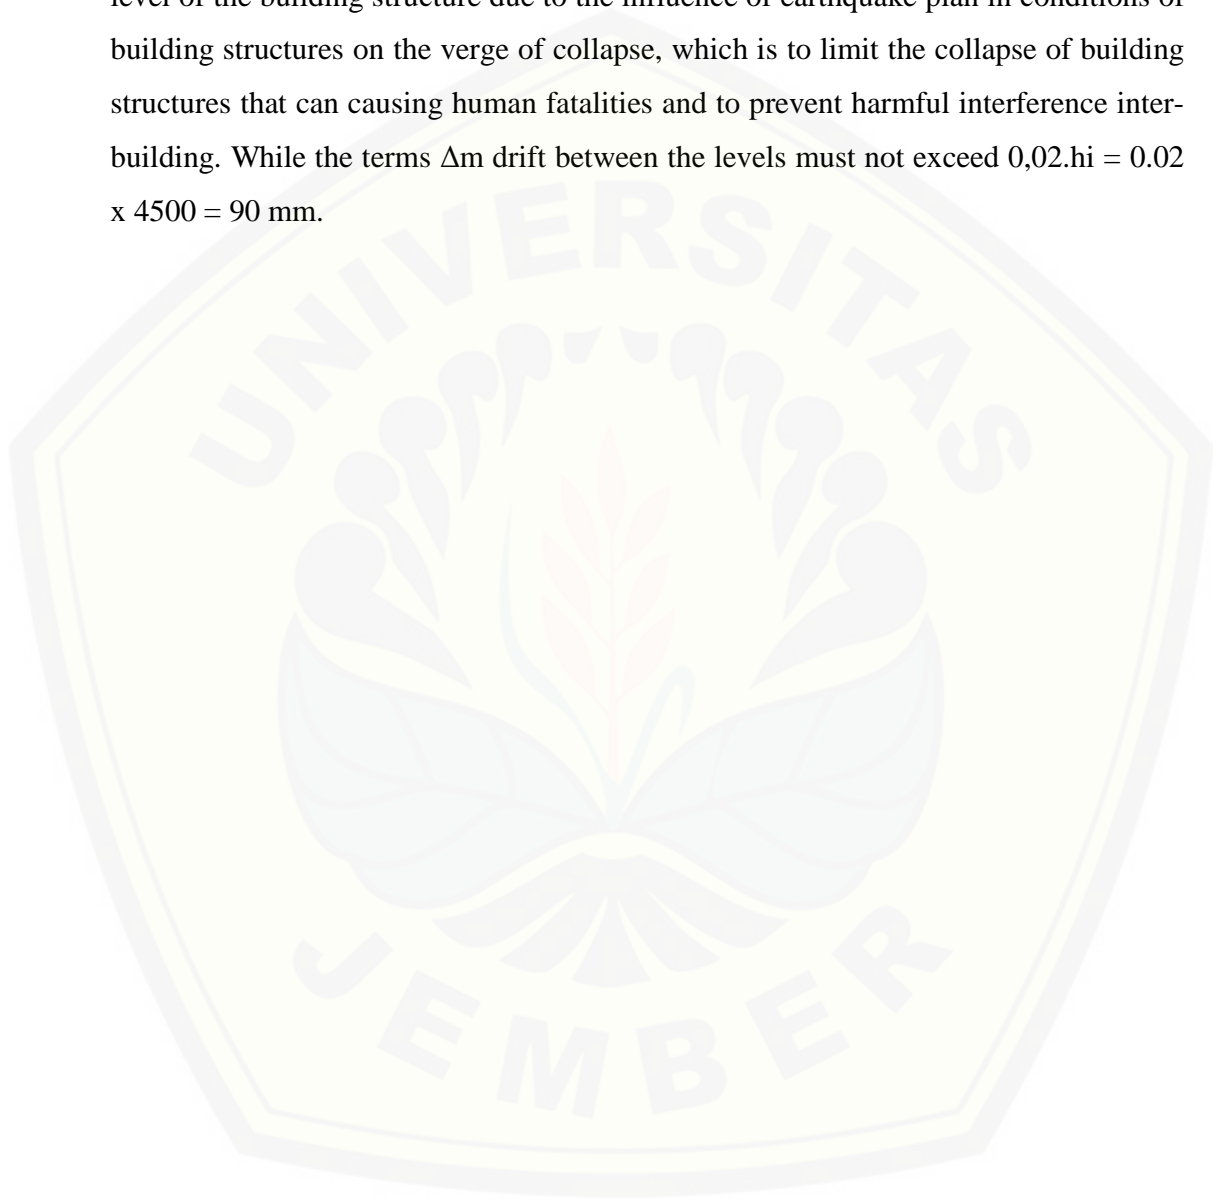 level of the building structure due to the influence of earthquake plan in conditions of
building structures on the verge of collapse, which is to limit the collapse of building
structures that can causing human fatalities and to prevent harmful interference inter-
building. While the terms Δm drift between the levels must not exceed 0,02.hi = 0.02
x 4500 = 90 mm.
UNIVERSITAS
JEMBER